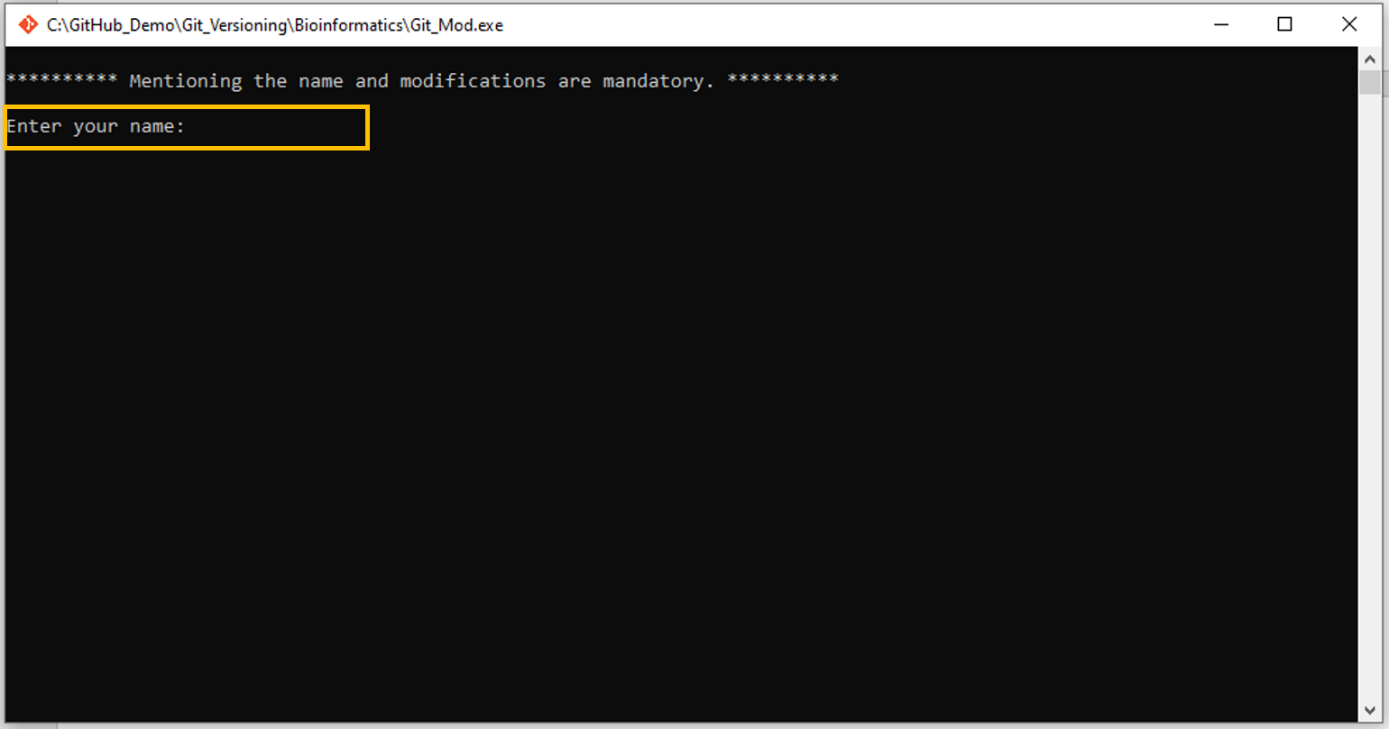 C:\GitHub_Demo\Git_Versioning\Bioinformatics\Git_Mod.exe
********** Mentioning the name and modifications are mandatory. **********
Enter your name: